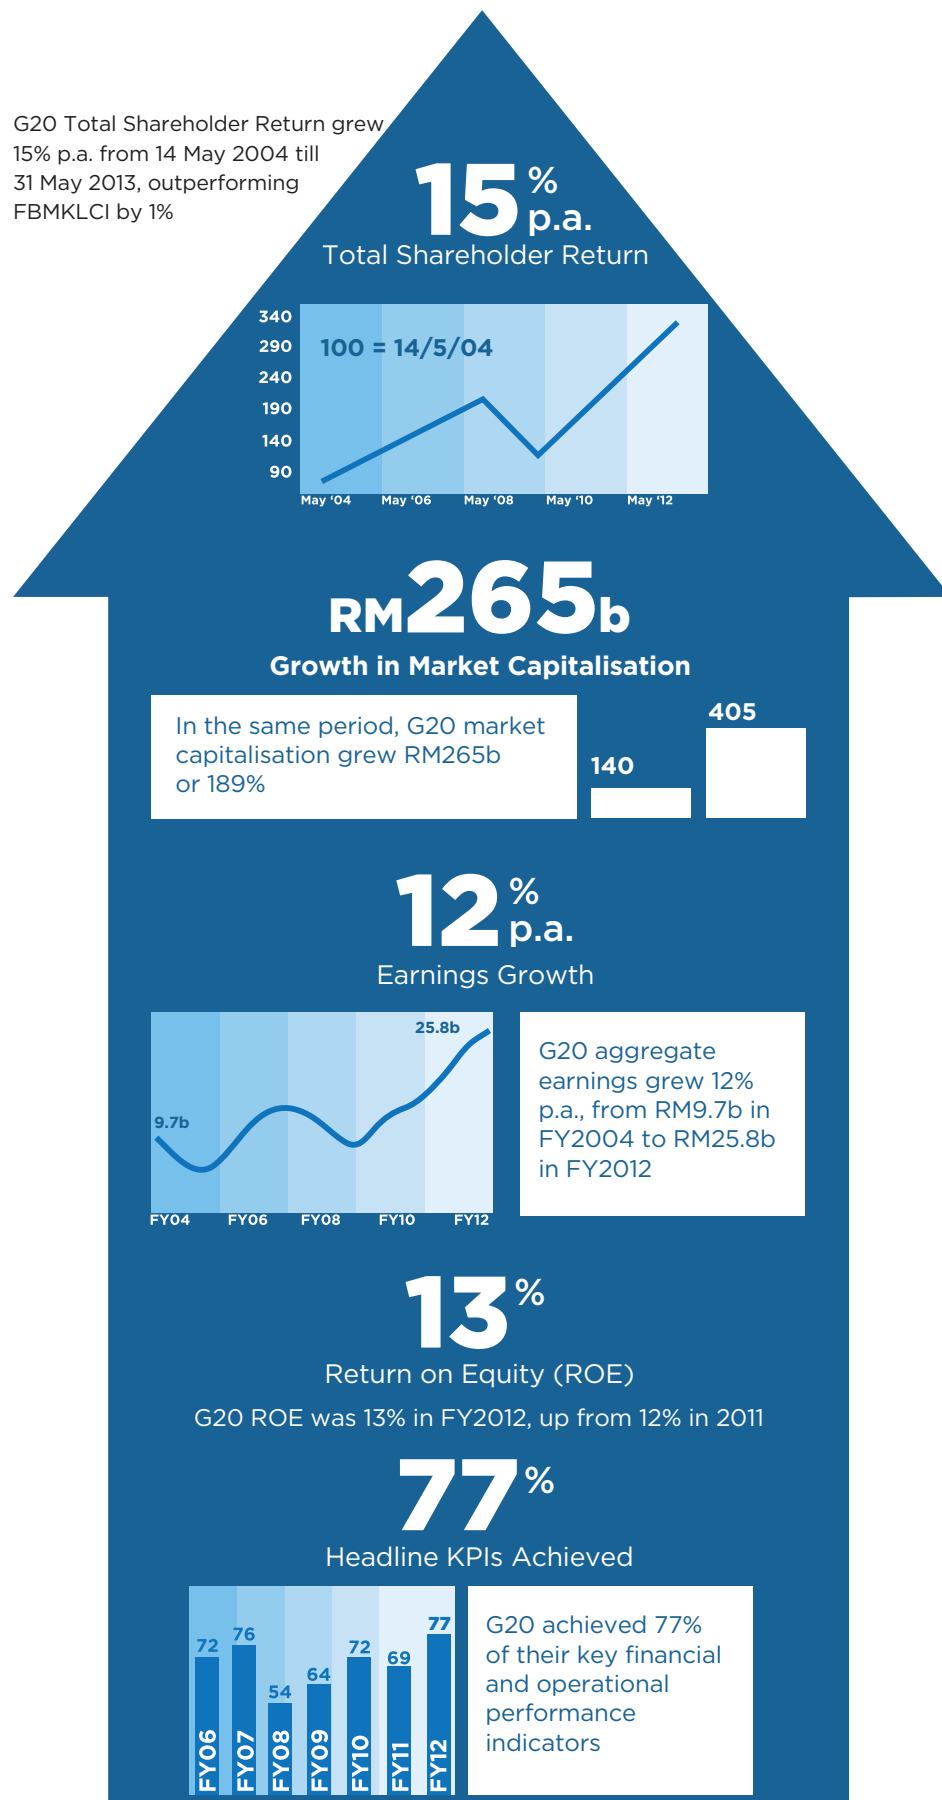 G20 Total Shareholder Return grew
15% p.a. from 14 May 2004 till
31 May 2013, outperforming
FBMKLCI by 1%
15% p.a.
Total Shareholder Return
340
290
240
190
140
90
100 = 14/5/04
May ‘04 May ‘06 May ‘08 May ‘10 May ‘12
RM265b
Growth in Market Capitalisation
In the same period, G20 market
capitalisation grew RM265b
or 189%
140
405
12% p.a.
Earnings Growth
9.7b
25.8b
FY04 FY06 FY08 FY10 FY12
G20 aggregate
earnings grew 12%
p.a., from RM9.7b in
FY2004 to RM25.8b
in FY2012
13%
Return on Equity (ROE)
G20 ROE was 13% in FY2012, up from 12% in 2011
77%
Headline KPIs Achieved
72 76 54 64 72 69 77
FY06 FY07 FY08 FY09 FY10 FY11 FY12
G20 achieved 77%
of their key financial
and operational
performance
indicators